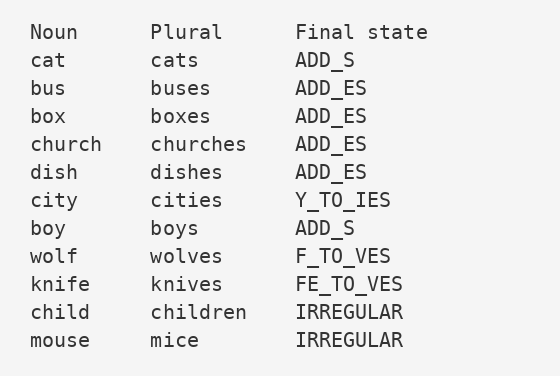 Noun      Plural      Final state
cat       cats        ADD_S
bus       buses       ADD_ES
box       boxes       ADD_ES
church    churches    ADD_ES
dish      dishes      ADD_ES
city      cities      Y_TO_IES
boy       boys        ADD_S
wolf      wolves      F_TO_VES
knife     knives      FE_TO_VES
child     children    IRREGULAR
mouse     mice        IRREGULAR